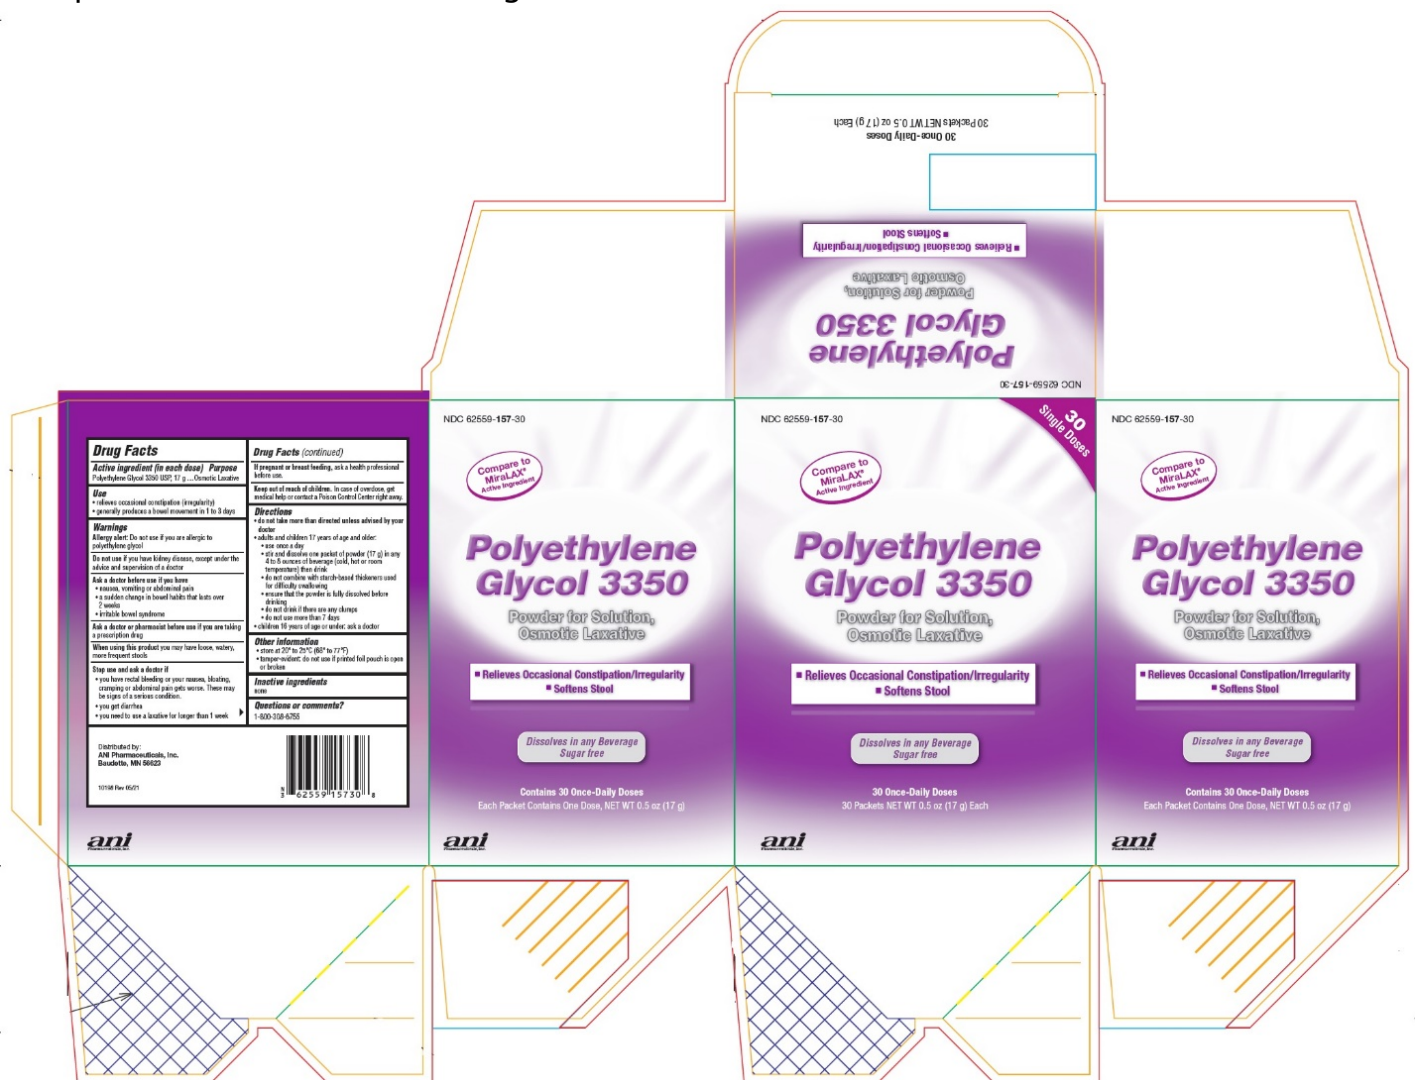 30 Once-Daily Doses
30 Packets NET WT 0.5 oz (17 g) Each
▪ Relieves Occasional Constipation/Irregularity
▪ Softens Stool
Powder for Solution,
Osmotic Laxative
Polyethylene
Glycol 3350
NDC 62559-157-30
Drug Facts
Active ingredient (in each dose) Purpose
Polyethylene Glycol 3350 USP, 17 g ....Osmotic Laxative
Use
• relieves occasional constipation (irregularity)
• generally produces a bowel movement in 1 to 3 days
Warnings
Allergy alert: Do not use if you are allergic to
polyethylene glycol
Do not use if you have kidney disease, except under the
advice and supervision of a doctor
Ask a doctor before use if you have
• nausea, vomiting or abdominal pain
• a sudden change in bowel habits that lasts over
2 weeks
• irritable bowel syndrome
Ask a doctor or pharmacist before use if you are taking
a prescription drug
When using this product you may have loose, watery,
more frequent stools
Stop use and ask a doctor if
• you have rectal bleeding or your nausea, bloating,
cramping or abdominal pain gets worse. These may
be signs of a serious condition.
• you get diarrhea
• you need to use a laxative for longer than 1 week
Drug Facts (continued)
If pregnant or breast feeding, ask a health professional
before use.
Keep out of reach of children. In case of overdose, get
medical help or contact a Poison Control Center right away.
Directions
• do not take more than directed unless advised by your
doctor
• adults and children 17 years of age and older:
• use once a day
• stir and dissolve one packet of powder (17 g) in any
4 to 8 ounces of beverage (cold, hot or room
temperature) then drink
• do not combine with starch-based thickeners used
for difficulty swallowing
• ensure that the powder is fully dissolved before
drinking
• do not drink if there are any clumps
• do not use more than 7 days
• children 16 years of age or under: ask a doctor
Other information
• store at 20° to 25°C (68° to 77°F)
• tamper-evident: do not use if printed foil pouch is open
or broken
Inactive ingredients
none
Questions or comments?
1-800-308-6755
Distributed by:
ANI Pharmaceuticals, Inc.
Baudette, MN 56623
10198 Rev 05/21
N
3 62559 15730 8
ani
Pharmaceuticals, Inc.
NDC 62559-157-30
Compare to
MiraLAX®
Active Ingredient
Polyethylene
Glycol 3350
Powder for Solution,
Osmotic Laxative
▪ Relieves Occasional Constipation/Irregularity
▪ Softens Stool
Dissolves in any Beverage
Sugar free
Contains 30 Once-Daily Doses
Each Packet Contains One Dose, NET WT 0.5 oz (17 g)
ani
Pharmaceuticals, Inc.
NDC 62559-157-30
30
Single Doses
Compare to
MiraLAX®
Active Ingredient
Polyethylene
Glycol 3350
Powder for Solution,
Osmotic Laxative
▪ Relieves Occasional Constipation/Irregularity
▪ Softens Stool
Dissolves in any Beverage
Sugar free
30 Once-Daily Doses
30 Packets NET WT 0.5 oz (17 g) Each
ani
Pharmaceuticals, Inc.
NDC 62559-157-30
Compare to
MiraLAX®
Active Ingredient
Polyethylene
Glycol 3350
Powder for Solution,
Osmotic Laxative
▪ Relieves Occasional Constipation/Irregularity
▪ Softens Stool
Dissolves in any Beverage
Sugar free
Contains 30 Once-Daily Doses
Each Packet Contains One Dose, NET WT 0.5 oz (17 g)
ani
Pharmaceuticals, Inc.